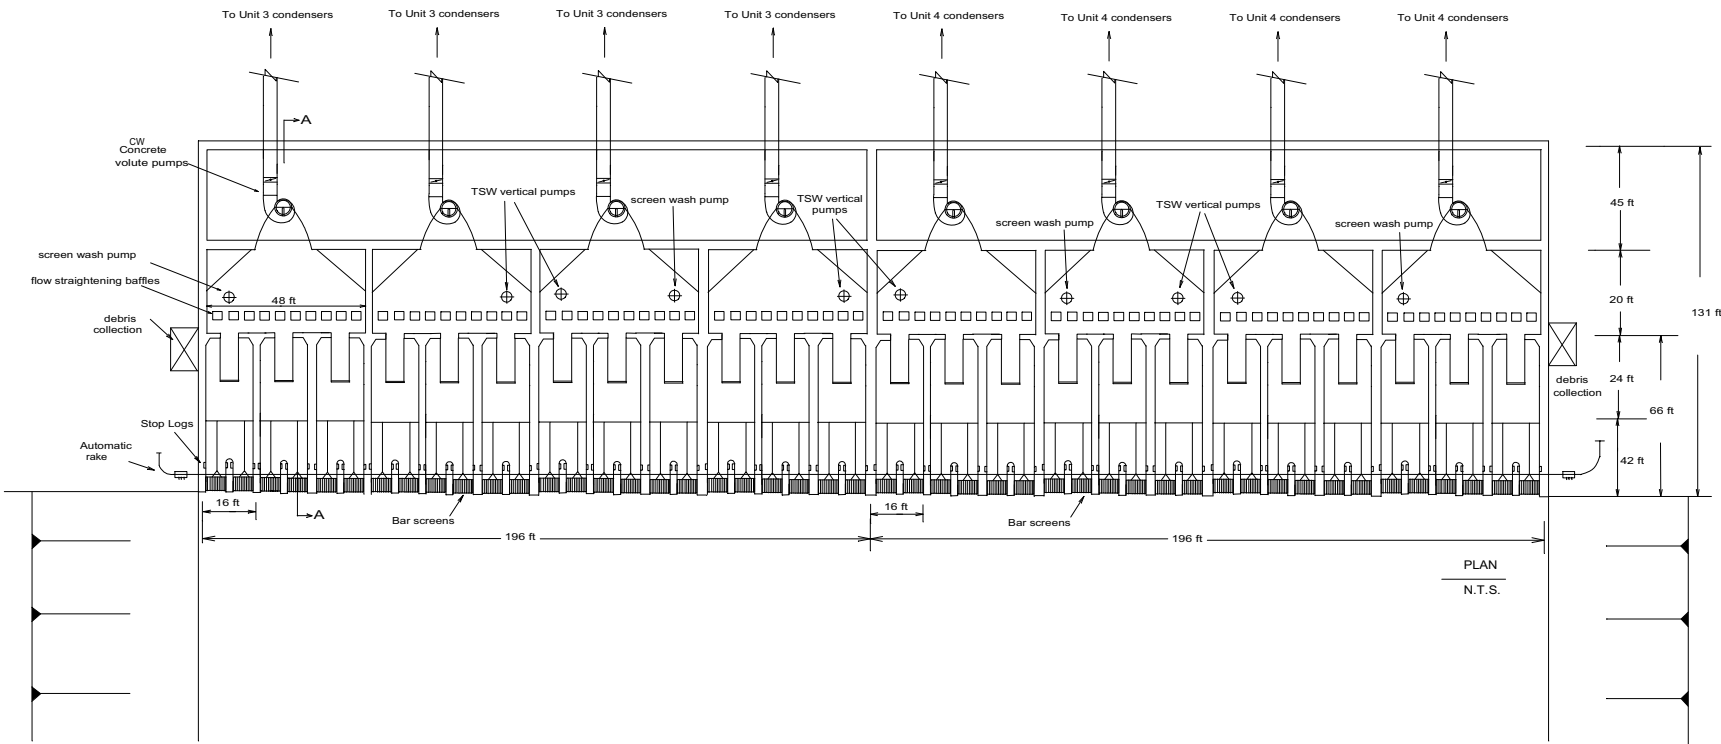 To Unit 3 condensers
To Unit 3 condensers
To Unit 3 condensers
To Unit 3 condensers
To Unit 4 condensers
To Unit 4 condensers
To Unit 4 condensers
To Unit 4 condensers
A
CW
Concrete
volute pumps
TSW vertical pumps
screen wash pump
TSW vertical
pumps
screen wash pump
TSW vertical pumps
screen wash pump
45 ft
screen wash pump
flow straightening baffles
48 ft
20 ft
131 ft
debris
collection
debris
collection
24 ft
66 ft
Stop Logs
Automatic
rake
42 ft
16 ft
A
Bar screens
16 ft
Bar screens
196 ft
196 ft
PLAN
N.T.S.